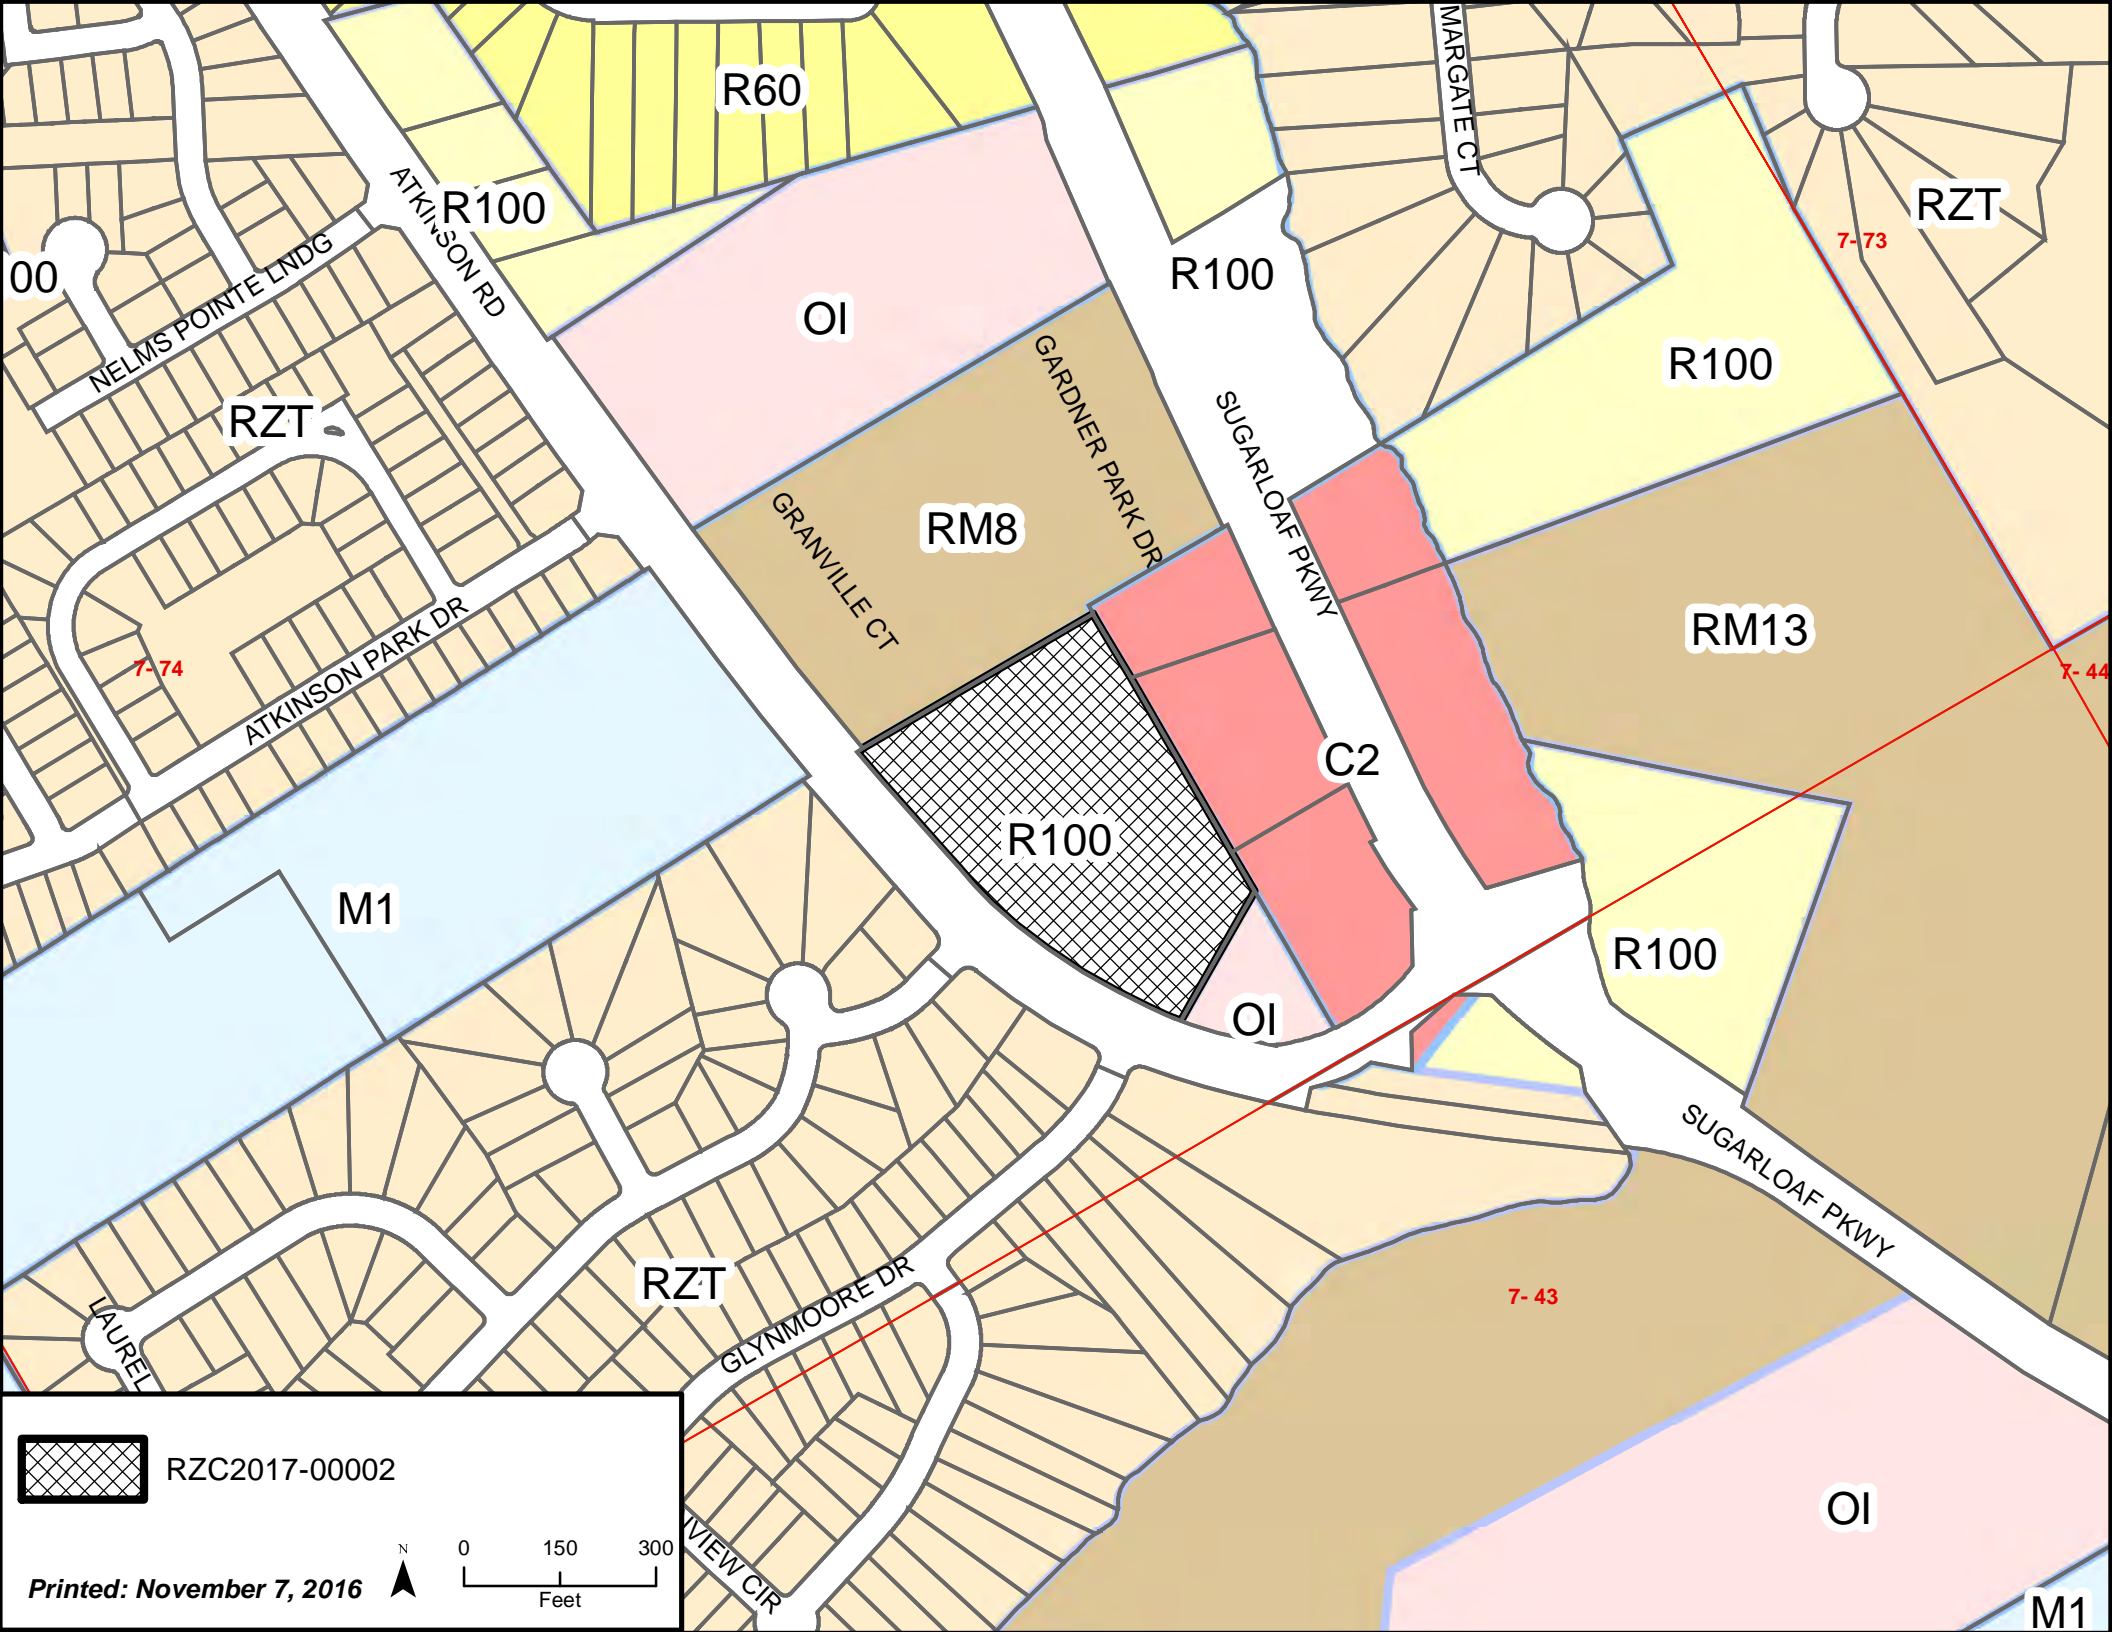 MARGATE CT
R60
R100
ATKINSON RD
RZT
7- 73
00
NELMS POINTE LNDG
R100
OI
GARDNER PARK DR
R100
RZT
SUGARLOAF PKWY
GRANVILLE CT
RM8
RM13
7- 74
ATKINSON PARK DR
7- 44
C2
R100
M1
R100
OI
SUGARLOAF PKWY
RZT
GLYNMOORE DR
7- 43
LAUREL
RZC2017-00002
OI
VIEW CIR
N
0 150 300
Feet
Printed: November 7, 2016
M1